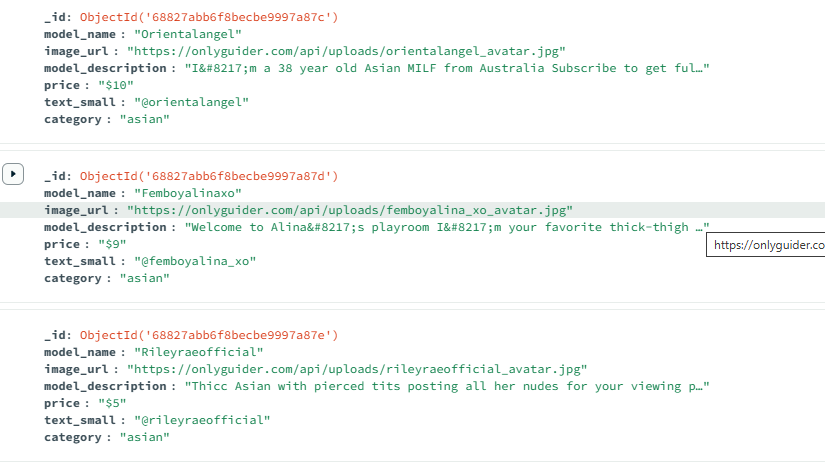 _id: ObjectId('68827abb6f8becbe9997a87c')
model_name : "Orientalangel"
image_url : "https://onlyguider.com/api/uploads/orientalangel_avatar.jpg"
model_description : "I&#8217;m a 38 year old Asian MILF from Australia Subscribe to get ful…"
price : "$10"
text_small : "@orientalangel"
category : "asian"
_id: ObjectId('68827abb6f8becbe9997a87d')
model_name : "Femboyalinaxo"
image_url : "https://onlyguider.com/api/uploads/femboyalina_xo_avatar.jpg"
model_description : "Welcome to Alina&#8217;s playroom I&#8217;m your favorite thick-thigh …"
https://onlyguider.co
price : "$9"
text_small : "@femboyalina_xo"
category : "asian"
_id: ObjectId('68827abb6f8becbe9997a87e')
model_name : "Rileyraeofficial"
image_url : "https://onlyguider.com/api/uploads/rileyraeofficial_avatar.jpg"
model_description : "Thicc Asian with pierced tits posting all her nudes for your viewing p…"
price : "$5"
text_small : "@rileyraeofficial"
category : "asian"